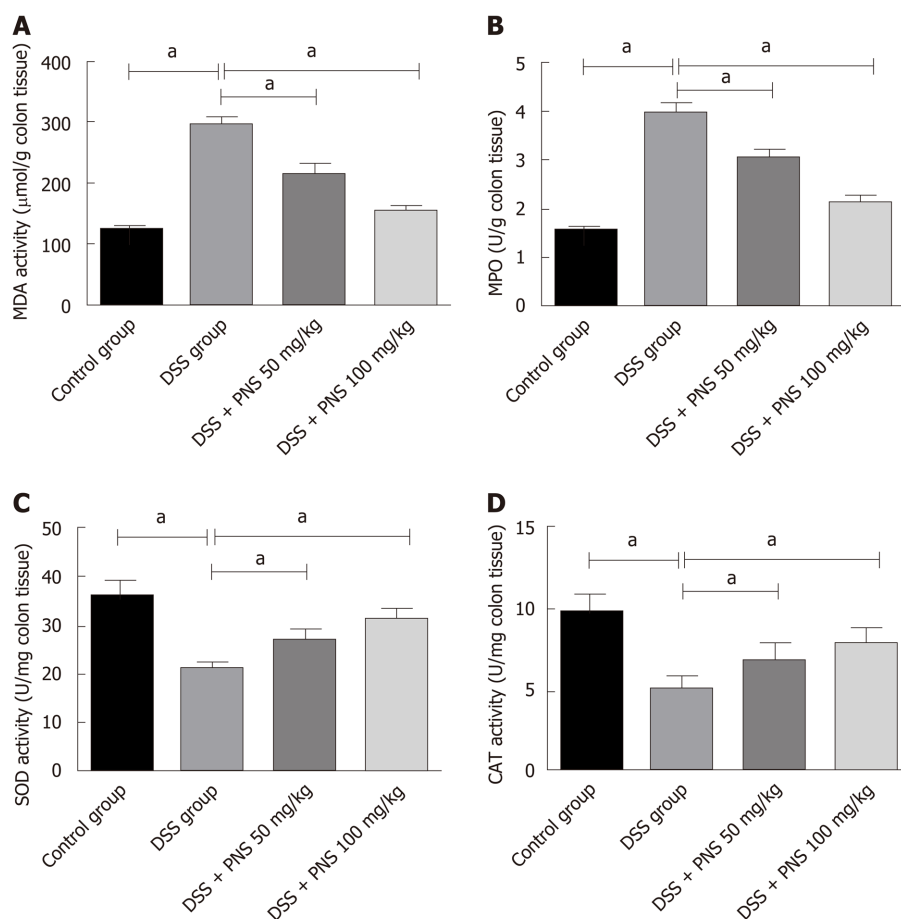 A
MDA activity (μmol/g colon tissue)
400
300
200
100
0
a
a
a
Control group
DSS group
DSS + PNS 50 mg/kg
DSS + PNS 100 mg/kg
B
MPO (U/g colon tissue)
5
4
3
2
1
0
a
a
a
Control group
DSS group
DSS + PNS 50 mg/kg
DSS + PNS 100 mg/kg
C
SOD activity (U/mg colon tissue)
50
40
30
20
10
0
a
a
a
Control group
DSS group
DSS + PNS 50 mg/kg
DSS + PNS 100 mg/kg
D
CAT activity (U/mg colon tissue)
15
10
5
0
a
a
a
Control group
DSS group
DSS + PNS 50 mg/kg
DSS + PNS 100 mg/kg